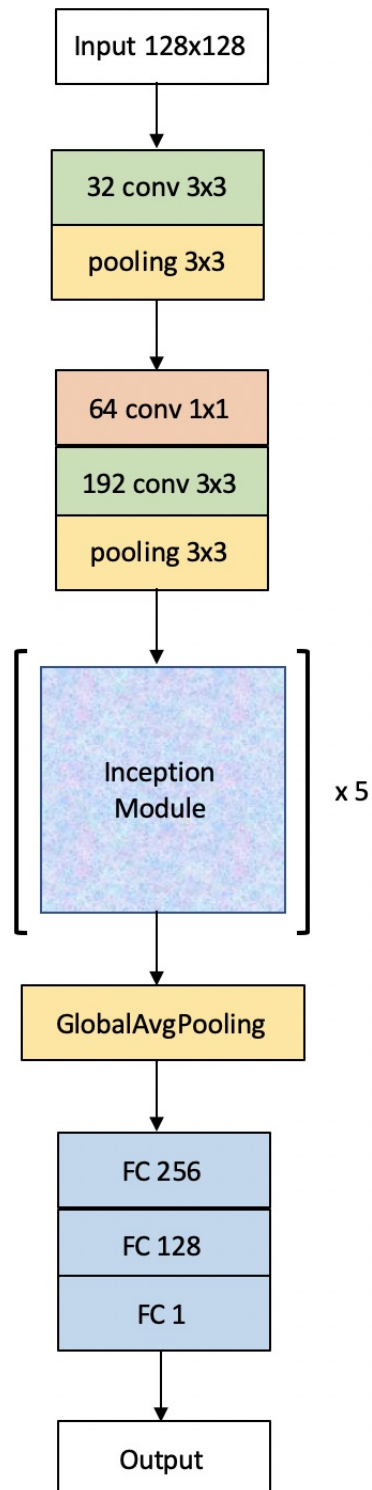 Input 128x128
32 conv 3x3
pooling 3x3
64 conv 1x1
192 conv 3x3
pooling 3x3
Inception
Module
x 5
GlobalAvgPooling
FC 256
FC 128
FC 1
Output